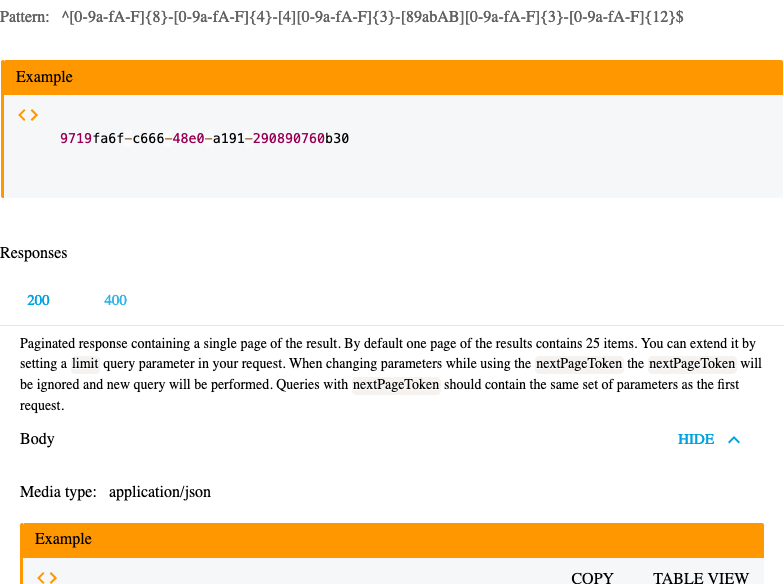 Pattern: ^[0-9a-fA-F]{8}-[0-9a-fA-F]{4}-[4][0-9a-fA-F]{3}-[89abAB][0-9a-fA-F]{3}-[0-9a-fA-F]{12}$
Example
<>
9719fa6f-c666-48e0-a191-290890760b30
Responses
200 400
Paginated response containing a single page of the result. By default one page of the results contains 25 items. You can extend it by
setting a limit query parameter in your request. When changing parameters while using the nextPageToken the nextPageToken will
be ignored and new query will be performed. Queries with nextPageToken should contain the same set of parameters as the first
request.
Body HIDE
Media type: application/json
Example
<> COPY TABLE VIEW